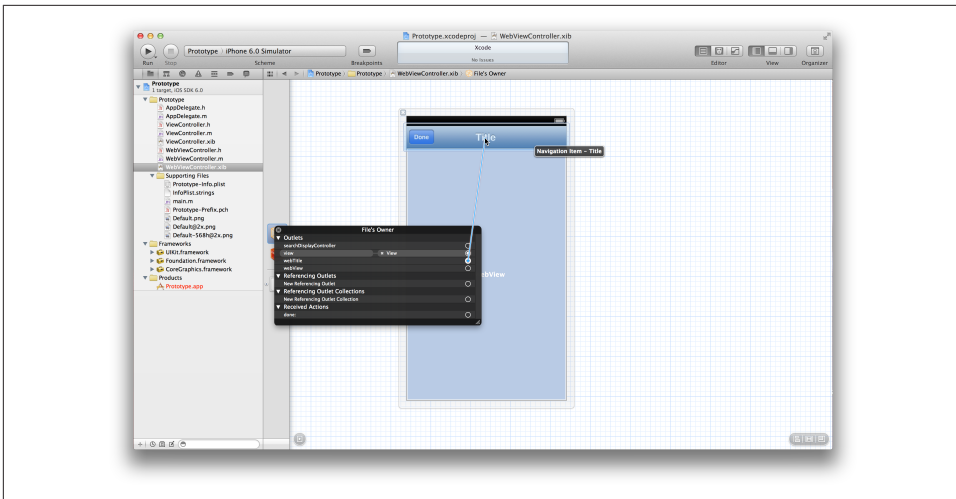 Prototype.xcodeproj — WebViewController.xib
Prototype
iPhone 6.0 Simulator
Xcode
No Issues
Run
Stop
Scheme
Breakpoints
Editor
View
Organizer
Prototype
Prototype
WebViewController.xib
File's Owner
Prototype
1 target, iOS SDK 6.0
Prototype
AppDelegate.h
AppDelegate.m
ViewController.h
ViewController.m
ViewController.xib
WebViewController.h
WebViewController.m
WebViewController.xib
Supporting Files
Prototype-Info.plist
InfoPlist.strings
main.m
Prototype-Prefix.pch
Default.png
Default@2x.png
Default-568h@2x.png
Frameworks
UIKit.framework
Foundation.framework
CoreGraphics.framework
Products
Prototype.app
Done
Title
Navigation Item - Title
File's Owner
Outlets
searchDisplayController
view
View
webTitle
webView
Referencing Outlets
New Referencing Outlet
Referencing Outlet Collections
New Referencing Outlet Collection
Received Actions
done: